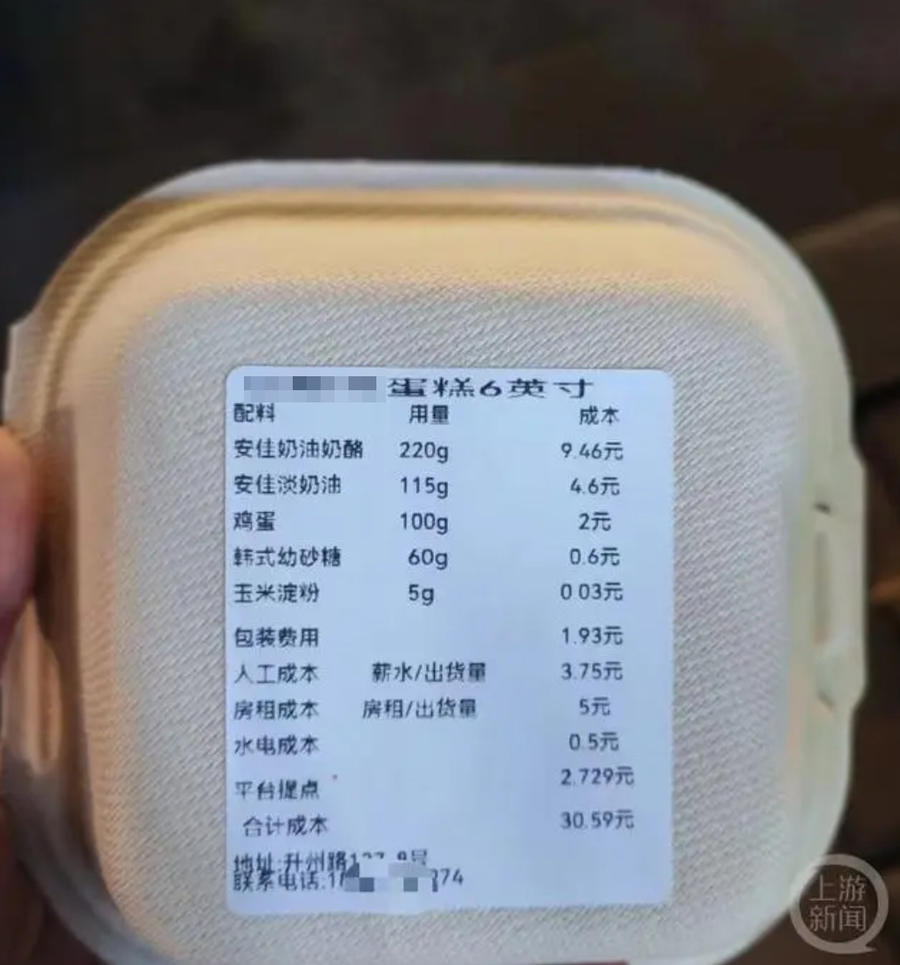 蛋糕6英寸
配料 用量 成本
安佳奶油奶酪 220g 9.46元
安佳淡奶油 115g 4.6元
鸡蛋 100g 2元
韩式幼砂糖 60g 0.6元
玉米淀粉 5g 0.03元
包装费用 1.93元
人工成本 薪水/出货量 3.75元
房租成本 房租/出货量 5元
水电成本 0.5元
平台提点 2.729元
合计成本 30.59元
地址:升州路
联系电话:1 74
上游新闻